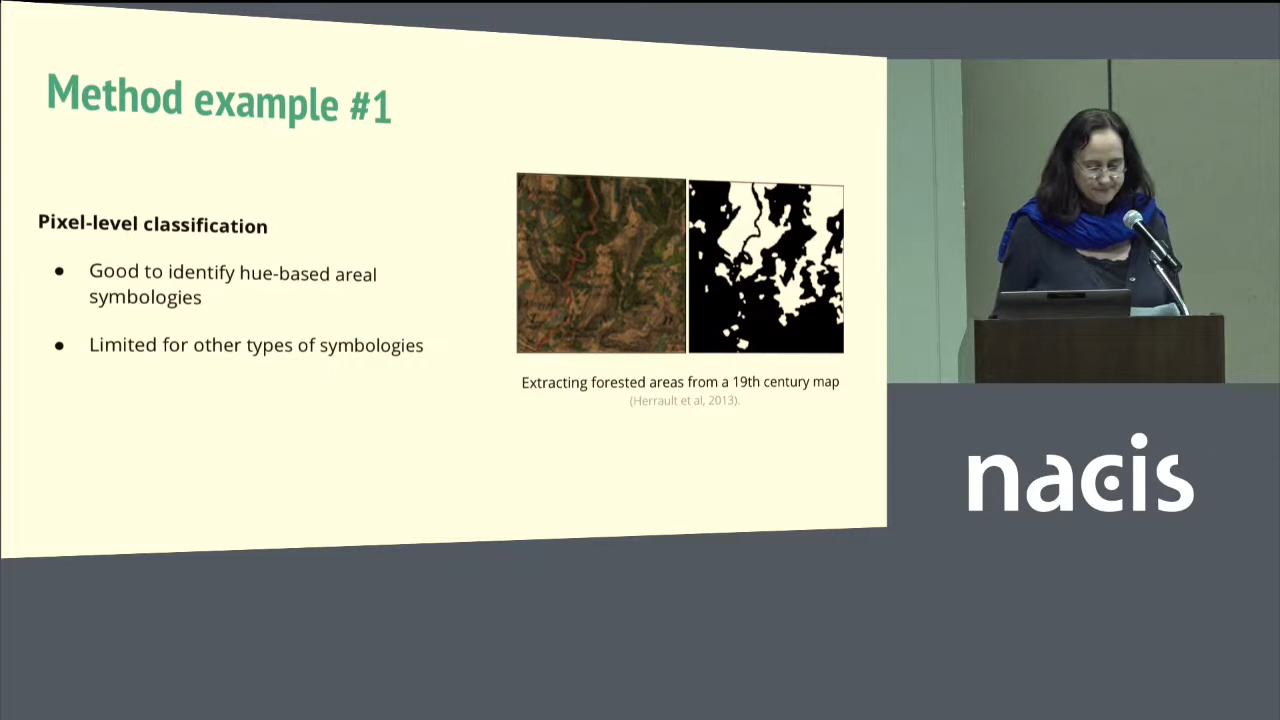 Method example #1
Pixel-level classification
● Good to identify hue-based areal
symbologies
● Limited for other types of symbologies
Extracting forested areas from a 19th century map
(Herrault et al, 2013).
nacis